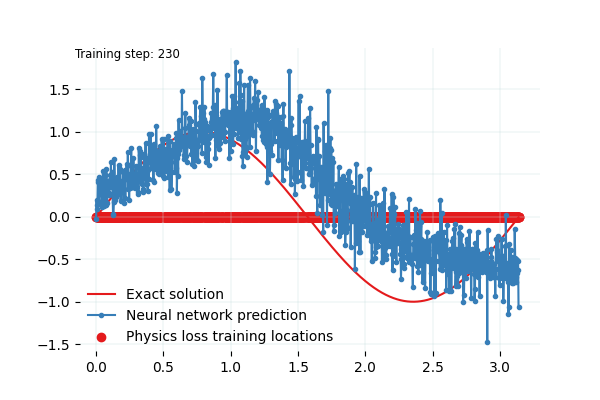 Training step: 230
1.5
1.0
0.5
0.0
−0.5
−1.0
−1.5
Exact solution
Neural network prediction
Physics loss training locations
0.0 0.5 1.0 1.5 2.0 2.5 3.0